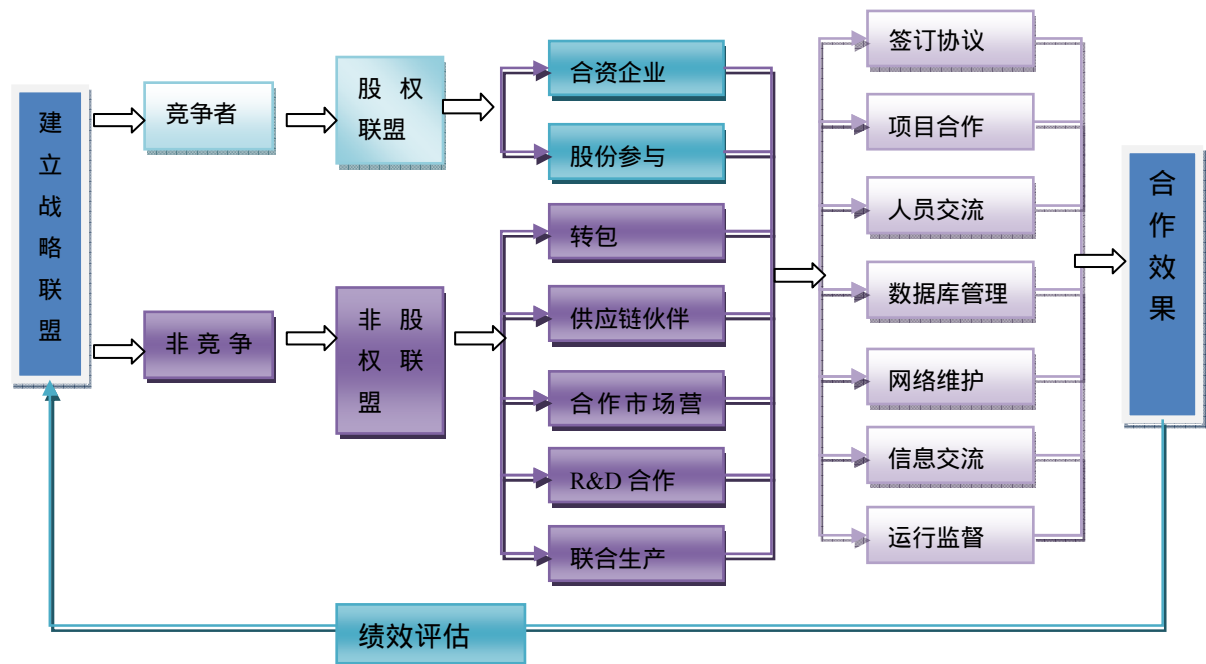 建
立
战
略
联
盟
竞争者
非 竞 争
股 权
联盟
非 股
权 联
盟
合资企业
股份参与
转包
供应链伙伴
合作市场营
R&D 合作
联合生产
签订协议
项目合作
人员交流
数据库管理
网络维护
信息交流
运行监督
合
作
效
果
绩效评估